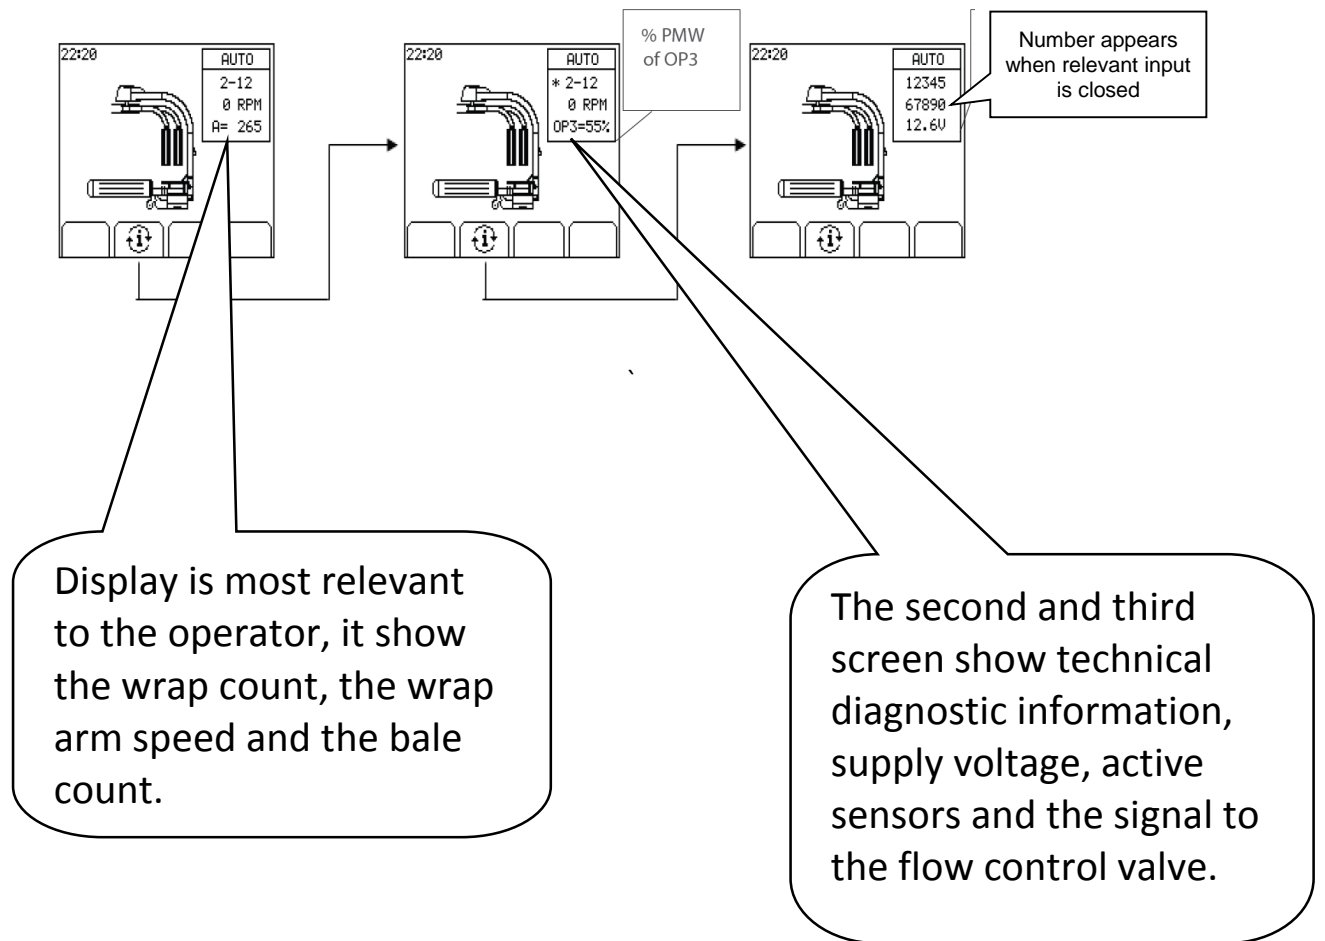 22:20
AUTO
2-12
0 RPM
A= 265
22:20
AUTO
* 2-12
0 RPM
OP3=55%
% PMW
of OP3
22:20
AUTO
12345
67890
12.6V
Number appears
when relevant input
is closed
i
i
i
`
Display is most relevant
to the operator, it show
the wrap count, the wrap
arm speed and the bale
count.
The second and third
screen show technical
diagnostic information,
supply voltage, active
sensors and the signal to
the flow control valve.